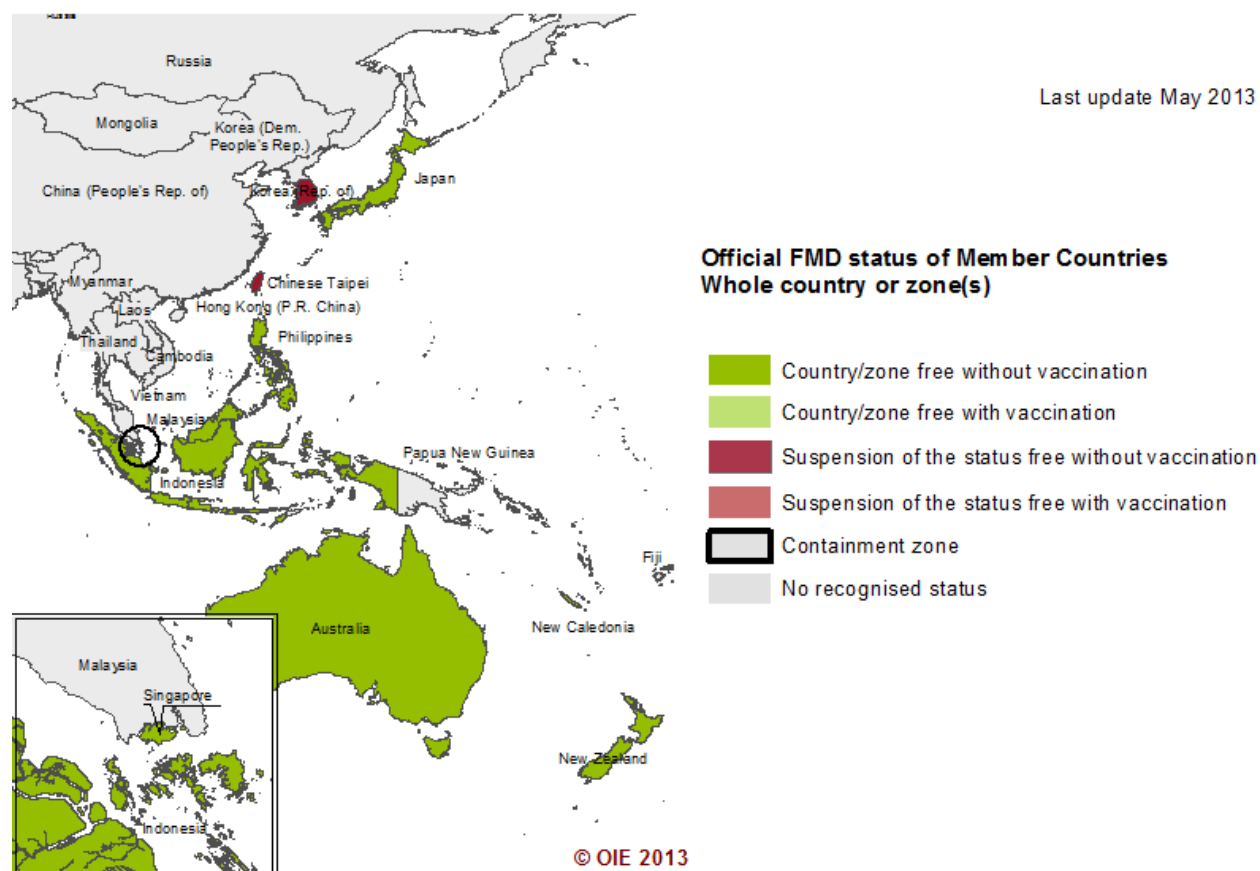 Russia
Mongolia
Korea (Dem.
People's Rep.)
China (People's Rep. of)
Korea (Rep. of)
Japan
Myanmar
Laos
Chinese Taipei
Hong Kong (P.R. China)
Thailand
Philippines
Cambodia
Vietnam
Malaysia
Indonesia
Papua New Guinea
Fiji
New Caledonia
Australia
New Zealand
Malaysia
Singapore
Indonesia
© OIE 2013
Last update May 2013
Official FMD status of Member Countries
Whole country or zone(s)
Country/zone free without vaccination
Country/zone free with vaccination
Suspension of the status free without vaccination
Suspension of the status free with vaccination
Containment zone
No recognised status